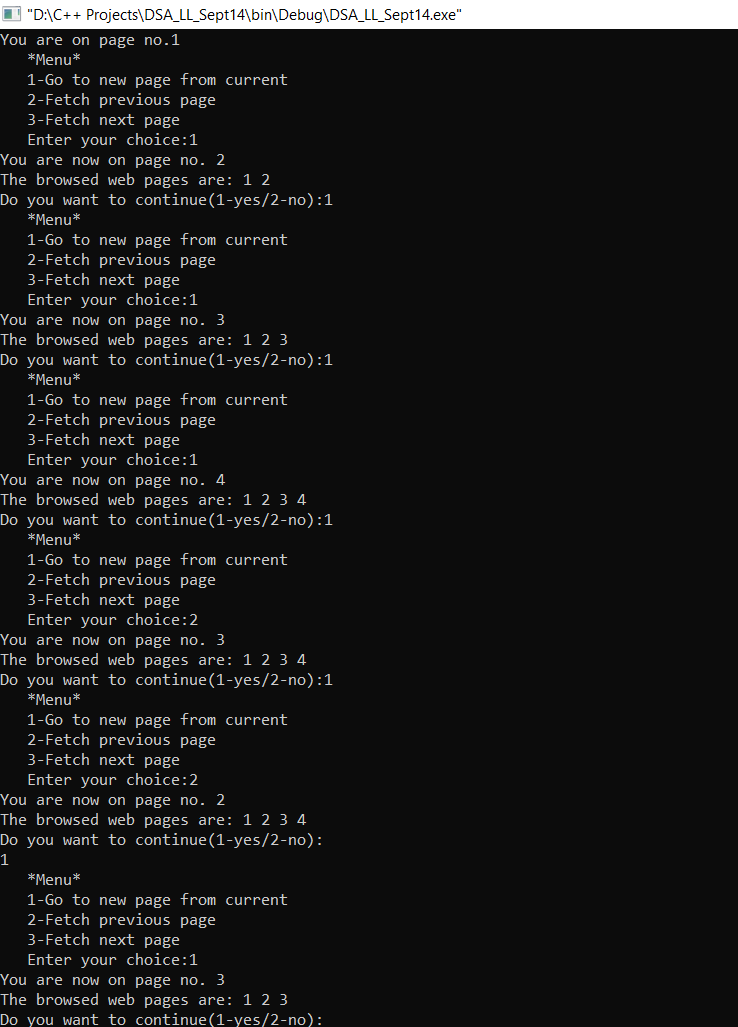 "D:\C++ Projects\DSA_LL_Sept14\bin\Debug\DSA_LL_Sept14.exe"
You are on page no.1
   *Menu*
   1-Go to new page from current
   2-Fetch previous page
   3-Fetch next page
   Enter your choice:1
You are now on page no. 2
The browsed web pages are: 1 2
Do you want to continue(1-yes/2-no):1
   *Menu*
   1-Go to new page from current
   2-Fetch previous page
   3-Fetch next page
   Enter your choice:1
You are now on page no. 3
The browsed web pages are: 1 2 3
Do you want to continue(1-yes/2-no):1
   *Menu*
   1-Go to new page from current
   2-Fetch previous page
   3-Fetch next page
   Enter your choice:1
You are now on page no. 4
The browsed web pages are: 1 2 3 4
Do you want to continue(1-yes/2-no):1
   *Menu*
   1-Go to new page from current
   2-Fetch previous page
   3-Fetch next page
   Enter your choice:2
You are now on page no. 3
The browsed web pages are: 1 2 3 4
Do you want to continue(1-yes/2-no):1
   *Menu*
   1-Go to new page from current
   2-Fetch previous page
   3-Fetch next page
   Enter your choice:2
You are now on page no. 2
The browsed web pages are: 1 2 3 4
Do you want to continue(1-yes/2-no):
1
   *Menu*
   1-Go to new page from current
   2-Fetch previous page
   3-Fetch next page
   Enter your choice:1
You are now on page no. 3
The browsed web pages are: 1 2 3
Do you want to continue(1-yes/2-no):